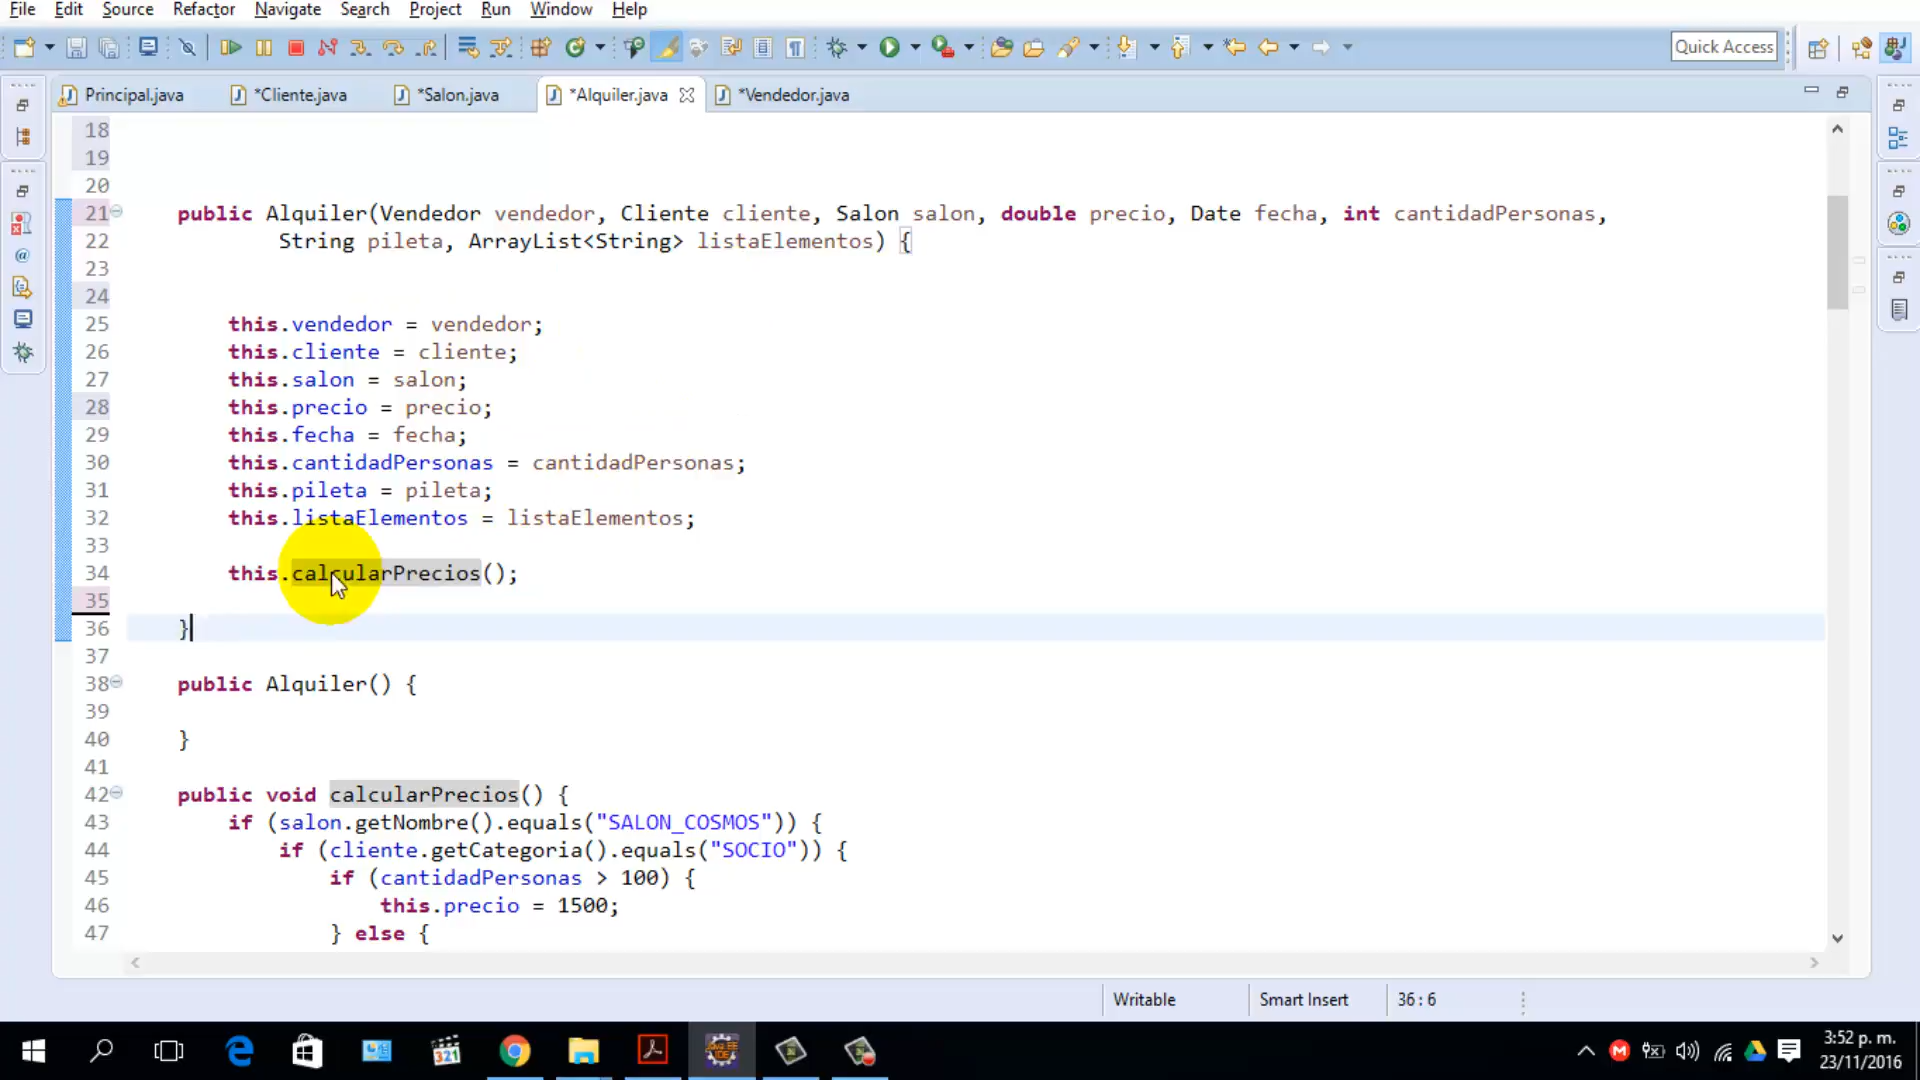 File Edit Source Refactor Navigate Search Project Run Window Help
Quick Access
Principal.java *Cliente.java *Salon.java *Alquiler.java *Vendedor.java
18
19
20
21 public Alquiler(Vendedor vendedor, Cliente cliente, Salon salon, double precio, Date fecha, int cantidadPersonas,
22 String pileta, ArrayList<String> listaElementos) {
23
24
25 this.vendedor = vendedor;
26 this.cliente = cliente;
27 this.salon = salon;
28 this.precio = precio;
29 this.fecha = fecha;
30 this.cantidadPersonas = cantidadPersonas;
31 this.pileta = pileta;
32 this.listaElementos = listaElementos;
33
34 this.calcularPrecios();
35
36 }
37
38 public Alquiler() {
39
40 }
41
42 public void calcularPrecios() {
43 if (salon.getNombre().equals("SALON_COSMOS")) {
44 if (cliente.getCategoria().equals("SOCIO")) {
45 if (cantidadPersonas > 100) {
46 this.precio = 1500;
47 } else {
Writable Smart Insert 36 : 6
3:52 p. m.
23/11/2016